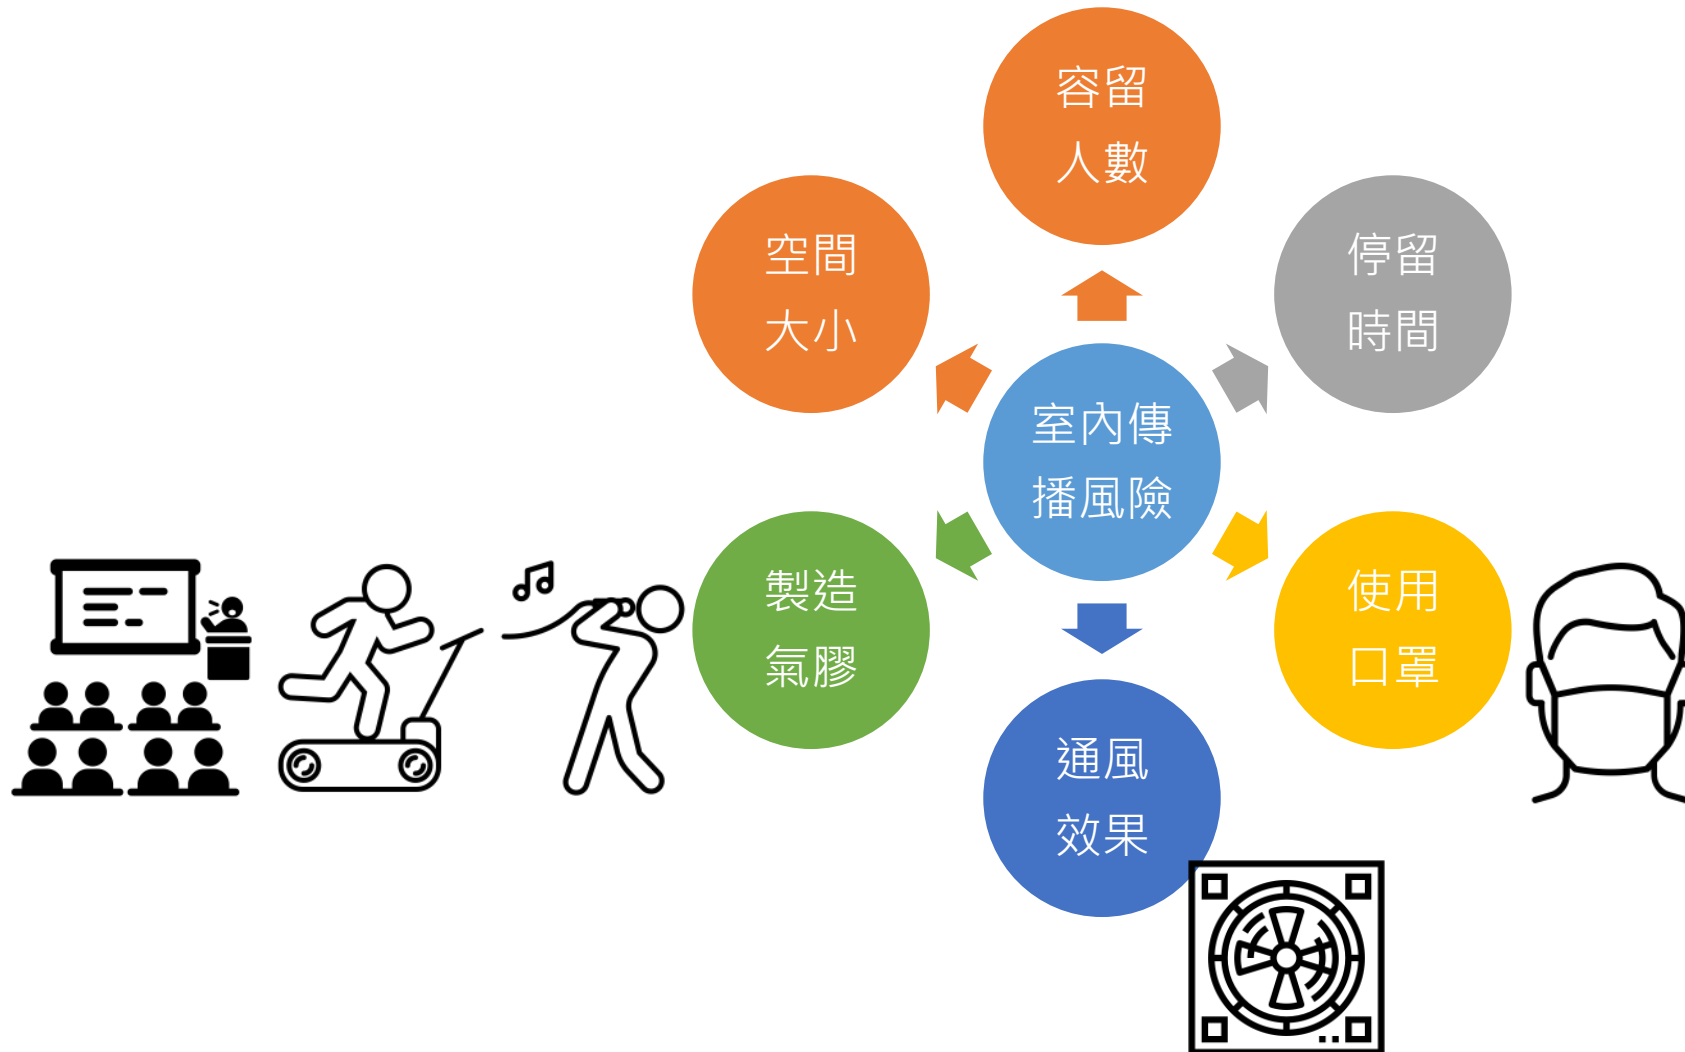 容留
人數
空間
大小
停留
時間
室內傳
播風險
製造
氣膠
使用
口罩
通風
效果